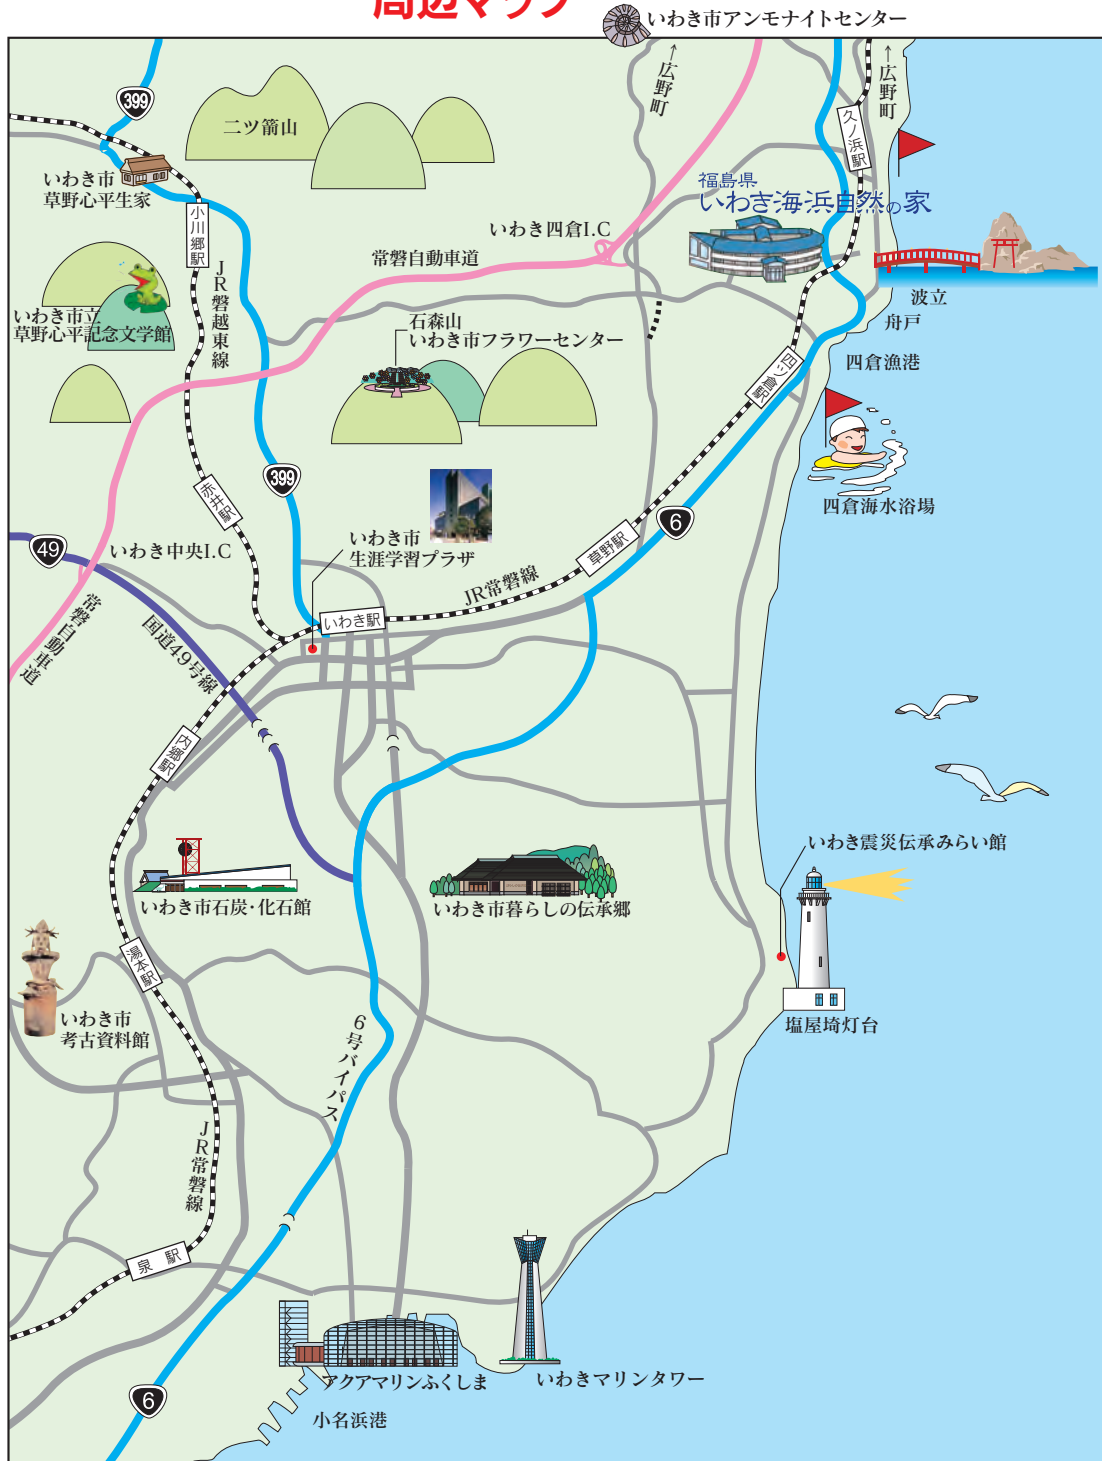 周辺マップ
いわき市アンモナイトセンター
←広野町
←広野町
399
久ノ浜駅
二ツ箭山
いわき市
草野心平生家
福島県
いわき海浜自然の家
小川郷駅
いわき四倉I.C
常磐自動車道
JR磐越東線
波立
いわき市立
草野心平記念文学館
石森山
いわき市フラワーセンター
舟戸
四倉漁港
四ツ倉駅
399
赤井駅
四倉海水浴場
6
49
いわき中央I.C
いわき市
生涯学習プラザ
草野駅
JR常磐線
常磐自動車道
国道49号線
いわき駅
内郷駅
いわき震災伝承みらい館
いわき市石炭・化石館
いわき市暮らしの伝承郷
湯本駅
いわき市
考古資料館
塩屋埼灯台
6号バイパス
JR常磐線
泉駅
アクアマリンふくしま
いわきマリンタワー
6
小名浜港